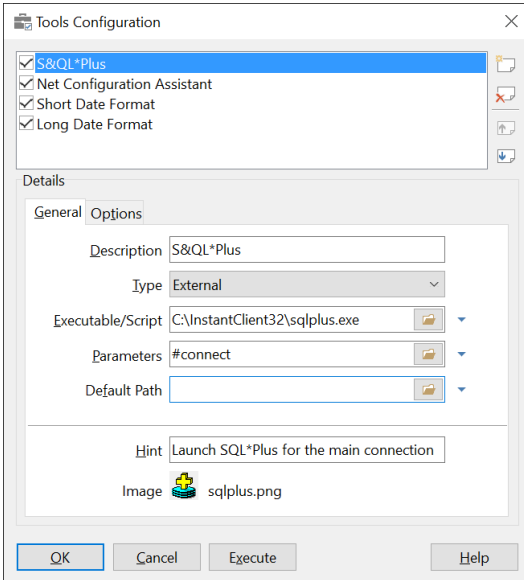 Tools Configuration
S&QL*Plus
Net Configuration Assistant
Short Date Format
Long Date Format
Details
General Options
Description S&QL*Plus
Type External
Executable/Script C:\InstantClient32\sqlplus.exe
Parameters #connect
Default Path
Hint Launch SQL*Plus for the main connection
Image sqlplus.png
OK Cancel Execute Help